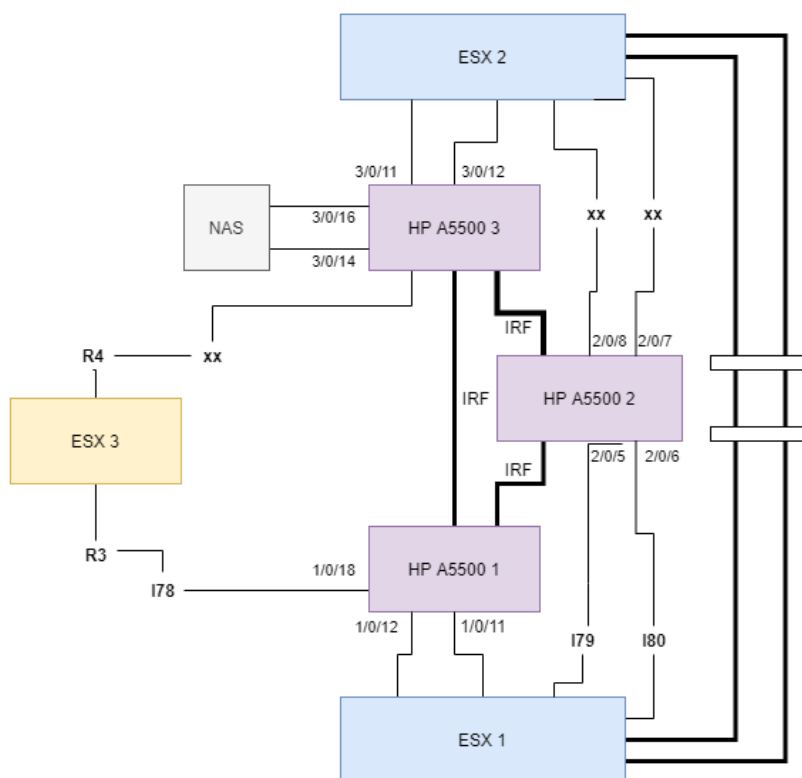 ESX 2
3/0/11
3/0/12
NAS
3/0/16
HP A5500 3
xx
xx
3/0/14
IRF
2/0/8
2/0/7
R4
xx
IRF
HP A5500 2
ESX 3
IRF
2/0/5
2/0/6
R3
1/0/18
HP A5500 1
I78
1/0/12
1/0/11
I79
I80
ESX 1